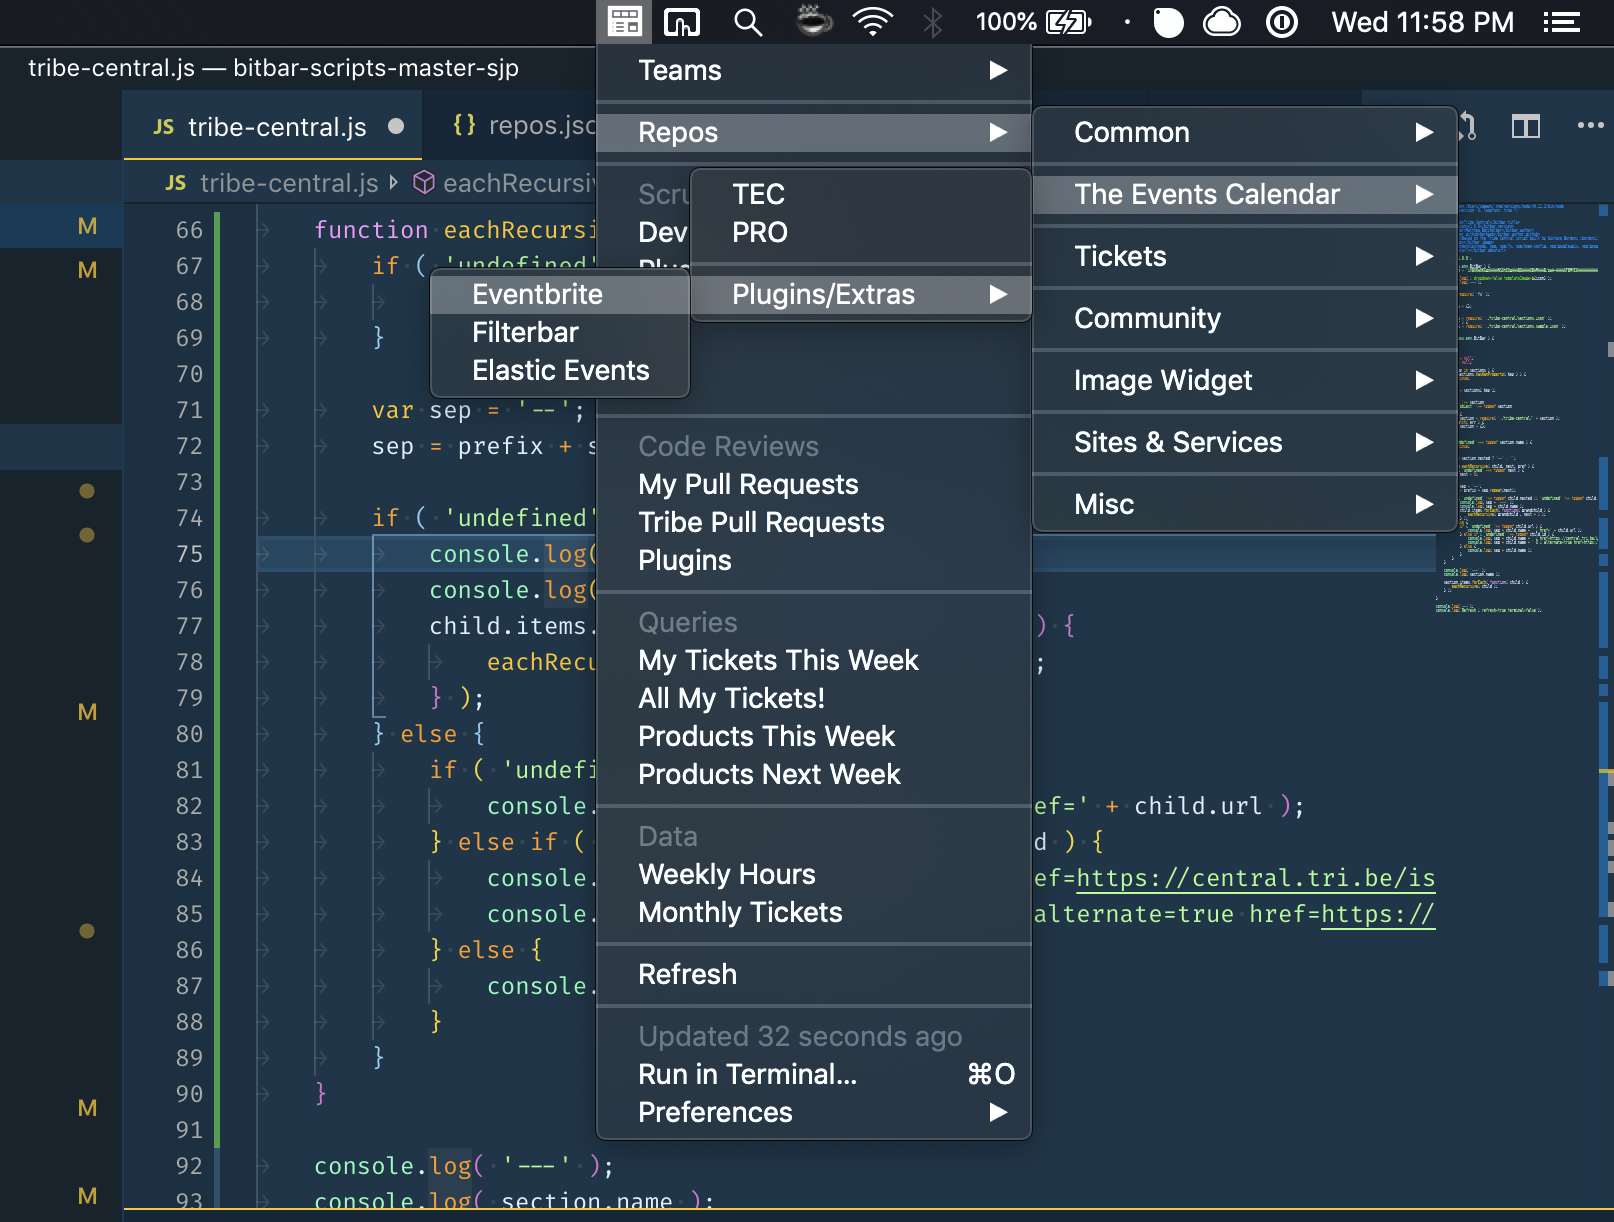 100%
Wed 11:58 PM
tribe-central.js — bitbar-scripts-master-sjp
JS tribe-central.js
{} repos.jsc
JS tribe-central.js
eachRecursiv
Teams
Repos
Scru
Dev
Common
The Events Calendar
Tickets
Community
Image Widget
Sites & Services
Misc
TEC
PRO
Plugins/Extras
Eventbrite
Filterbar
Elastic Events
Code Reviews
My Pull Requests
Tribe Pull Requests
Plugins
Queries
My Tickets This Week
All My Tickets!
Products This Week
Products Next Week
Data
Weekly Hours
Monthly Tickets
Refresh
Updated 32 seconds ago
Run in Terminal... ⌘O
Preferences
M
M
M
M
M
66 function eachRecursi
67 if ( 'undefined'
68
69 }
70
71 var sep = '--';
72 sep = prefix + s
73
74 if ( 'undefined'
75 console.log(
76 console.log(
77 child.items. ) {
78 eachRecu ;
79 } );
80 } else {
81 if ( 'undefi
82 console. ef=' + child.url );
83 } else if ( d ) {
84 console. ef=https://central.tri.be/is
85 console. alternate=true href=https://
86 } else {
87 console.
88 }
89 }
90 }
91
92 console.log( '---' );
93 console.log( section.name );